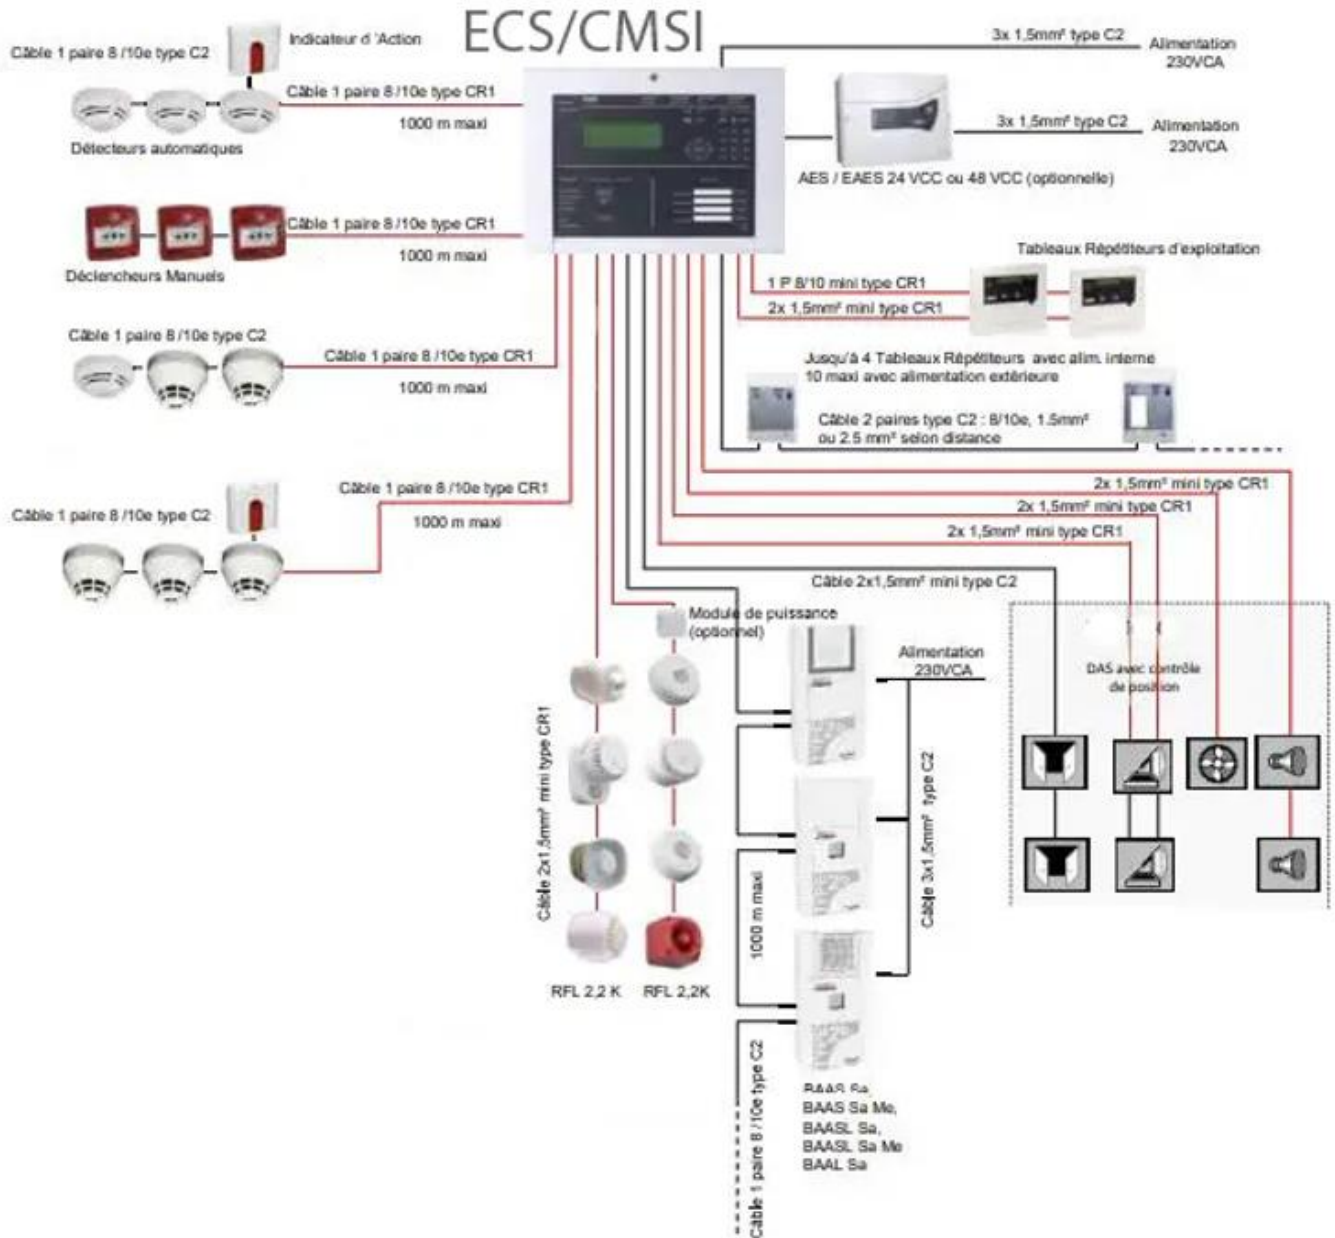 ECS/CMSI
Câble 1 paire 8 /10e type C2
Indicateur d 'Action
Câble 1 paire 8 /10e type CR1
1000 m maxi
Détecteurs automatiques
3x 1,5mm² type C2
Alimentation
230VCA
3x 1,5mm² type C2
Alimentation
230VCA
AES / EAES 24 VCC ou 48 VCC (optionnelle)
Câble 1 paire 8 /10e type CR1
1000 m maxi
Déclencheurs Manuels
Tableaux Répétiteurs d'exploitation
1 P 8/10 mini type CR1
2x 1,5mm² mini type CR1
Câble 1 paire 8 /10e type C2
Câble 1 paire 8 /10e type CR1
1000 m maxi
Jusqu'à 4 Tableaux Répétiteurs avec alim. interne
10 maxi avec alimentation extérieure
Câble 2 paires type C2 : 8/10e, 1.5mm²
ou 2.5 mm² selon distance
Câble 1 paire 8 /10e type C2
Câble 1 paire 8 /10e type CR1
1000 m maxi
2x 1,5mm² mini type CR1
2x 1,5mm² mini type CR1
2x 1,5mm² mini type CR1
Câble 2x1,5mm² mini type C2
Module de puissance
(optionnel)
Alimentation
230VCA
DAS avec contrôle
de position
Câble 2x1,5mm² mini type CR1
1000 m maxi
Câble 3x1,5mm² type C2
RFL 2,2 K
RFL 2,2K
Câble 1 paire 8 /10e type C2
BAAS Sa,
BAAS Sa Me,
BAASL Sa,
BAASL Sa Me
BAAL Sa